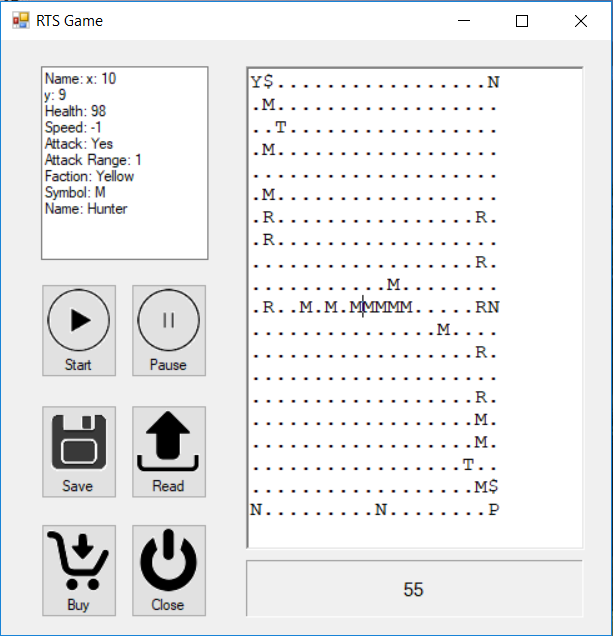 RTS Game
Name: x: 10
y: 9
Health: 98
Speed: -1
Attack: Yes
Attack Range: 1
Faction: Yellow
Symbol: M
Name: Hunter
Y$.................N
.M..................
..T.................
.M..................
....................
.M..................
.R................R.
.R..................
..................R.
...........M........
.R..M.M.MMMMM.....RN
...............M....
..................R.
....................
..................R.
..................M.
..................M.
.................T..
..................M$
N.........N........P
Start
Pause
Save
Read
Buy
Close
55